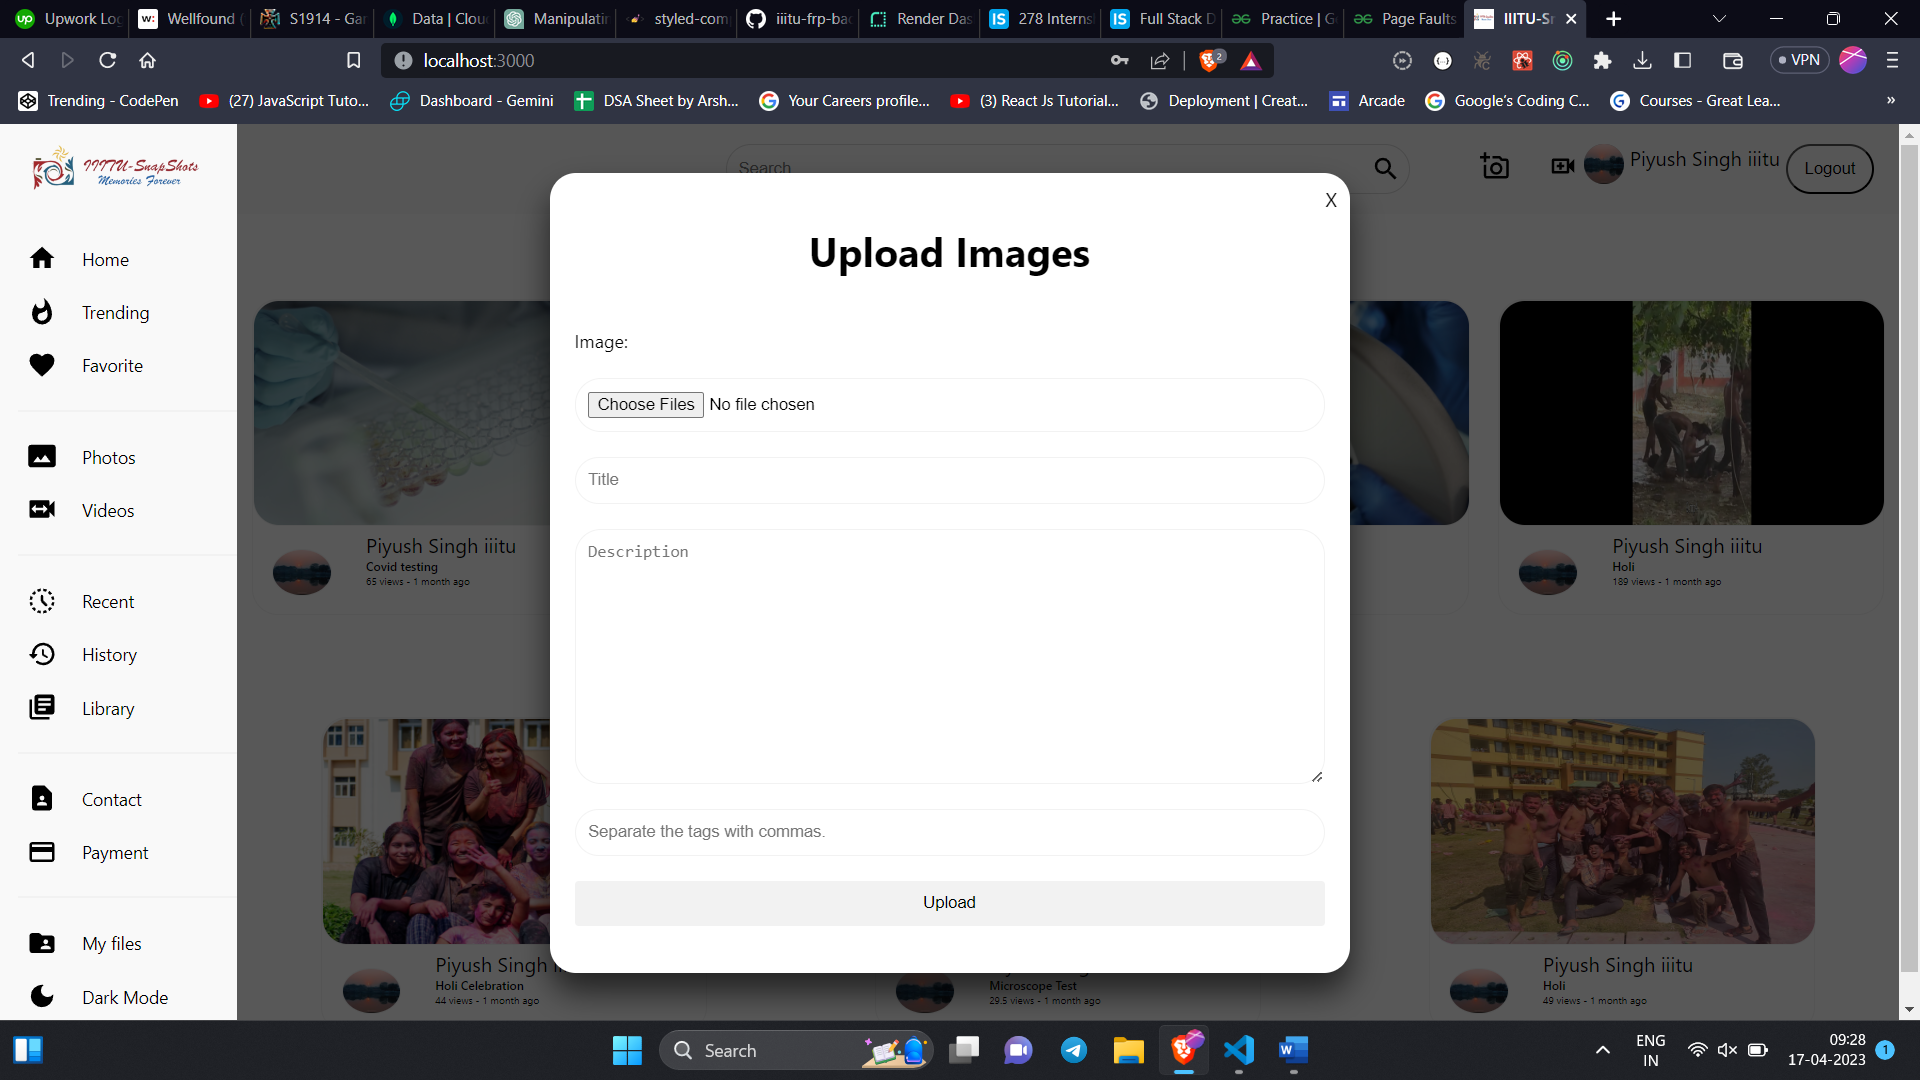 Upwork Log
Wellfound (
S1914 - Gar
Data | Clou
Manipulatin
styled-com
iiitu-frp-bac
Render Das
278 Interns
Full Stack D
Practice | G
Page Faults
IIITU-Sr
localhost:3000
2
VPN
Trending - CodePen
(27) JavaScript Tuto...
Dashboard - Gemini
DSA Sheet by Arsh...
Your Careers profile...
(3) React Js Tutorial...
Deployment | Creat...
Arcade
Google's Coding C...
Courses - Great Lea...
»
IIITU-SnapShots
Memories Forever
Search
Piyush Singh iiitu
Logout
Home
Trending
Favorite
Photos
Videos
Recent
History
Library
Contact
Payment
My files
Dark Mode
X
Upload Images
Image:
Choose Files No file chosen
Title
Description
Separate the tags with commas.
Upload
Piyush Singh iiitu
Covid testing
65 views - 1 month ago
Piyush Singh iiitu
Holi
189 views - 1 month ago
Piyush Singh i
Holi Celebration
44 views - 1 month ago
Microscope Test
29.5 views - 1 month ago
Piyush Singh iiitu
Holi
49 views - 1 month ago
Search
ENG
IN
09:28
17-04-2023
1